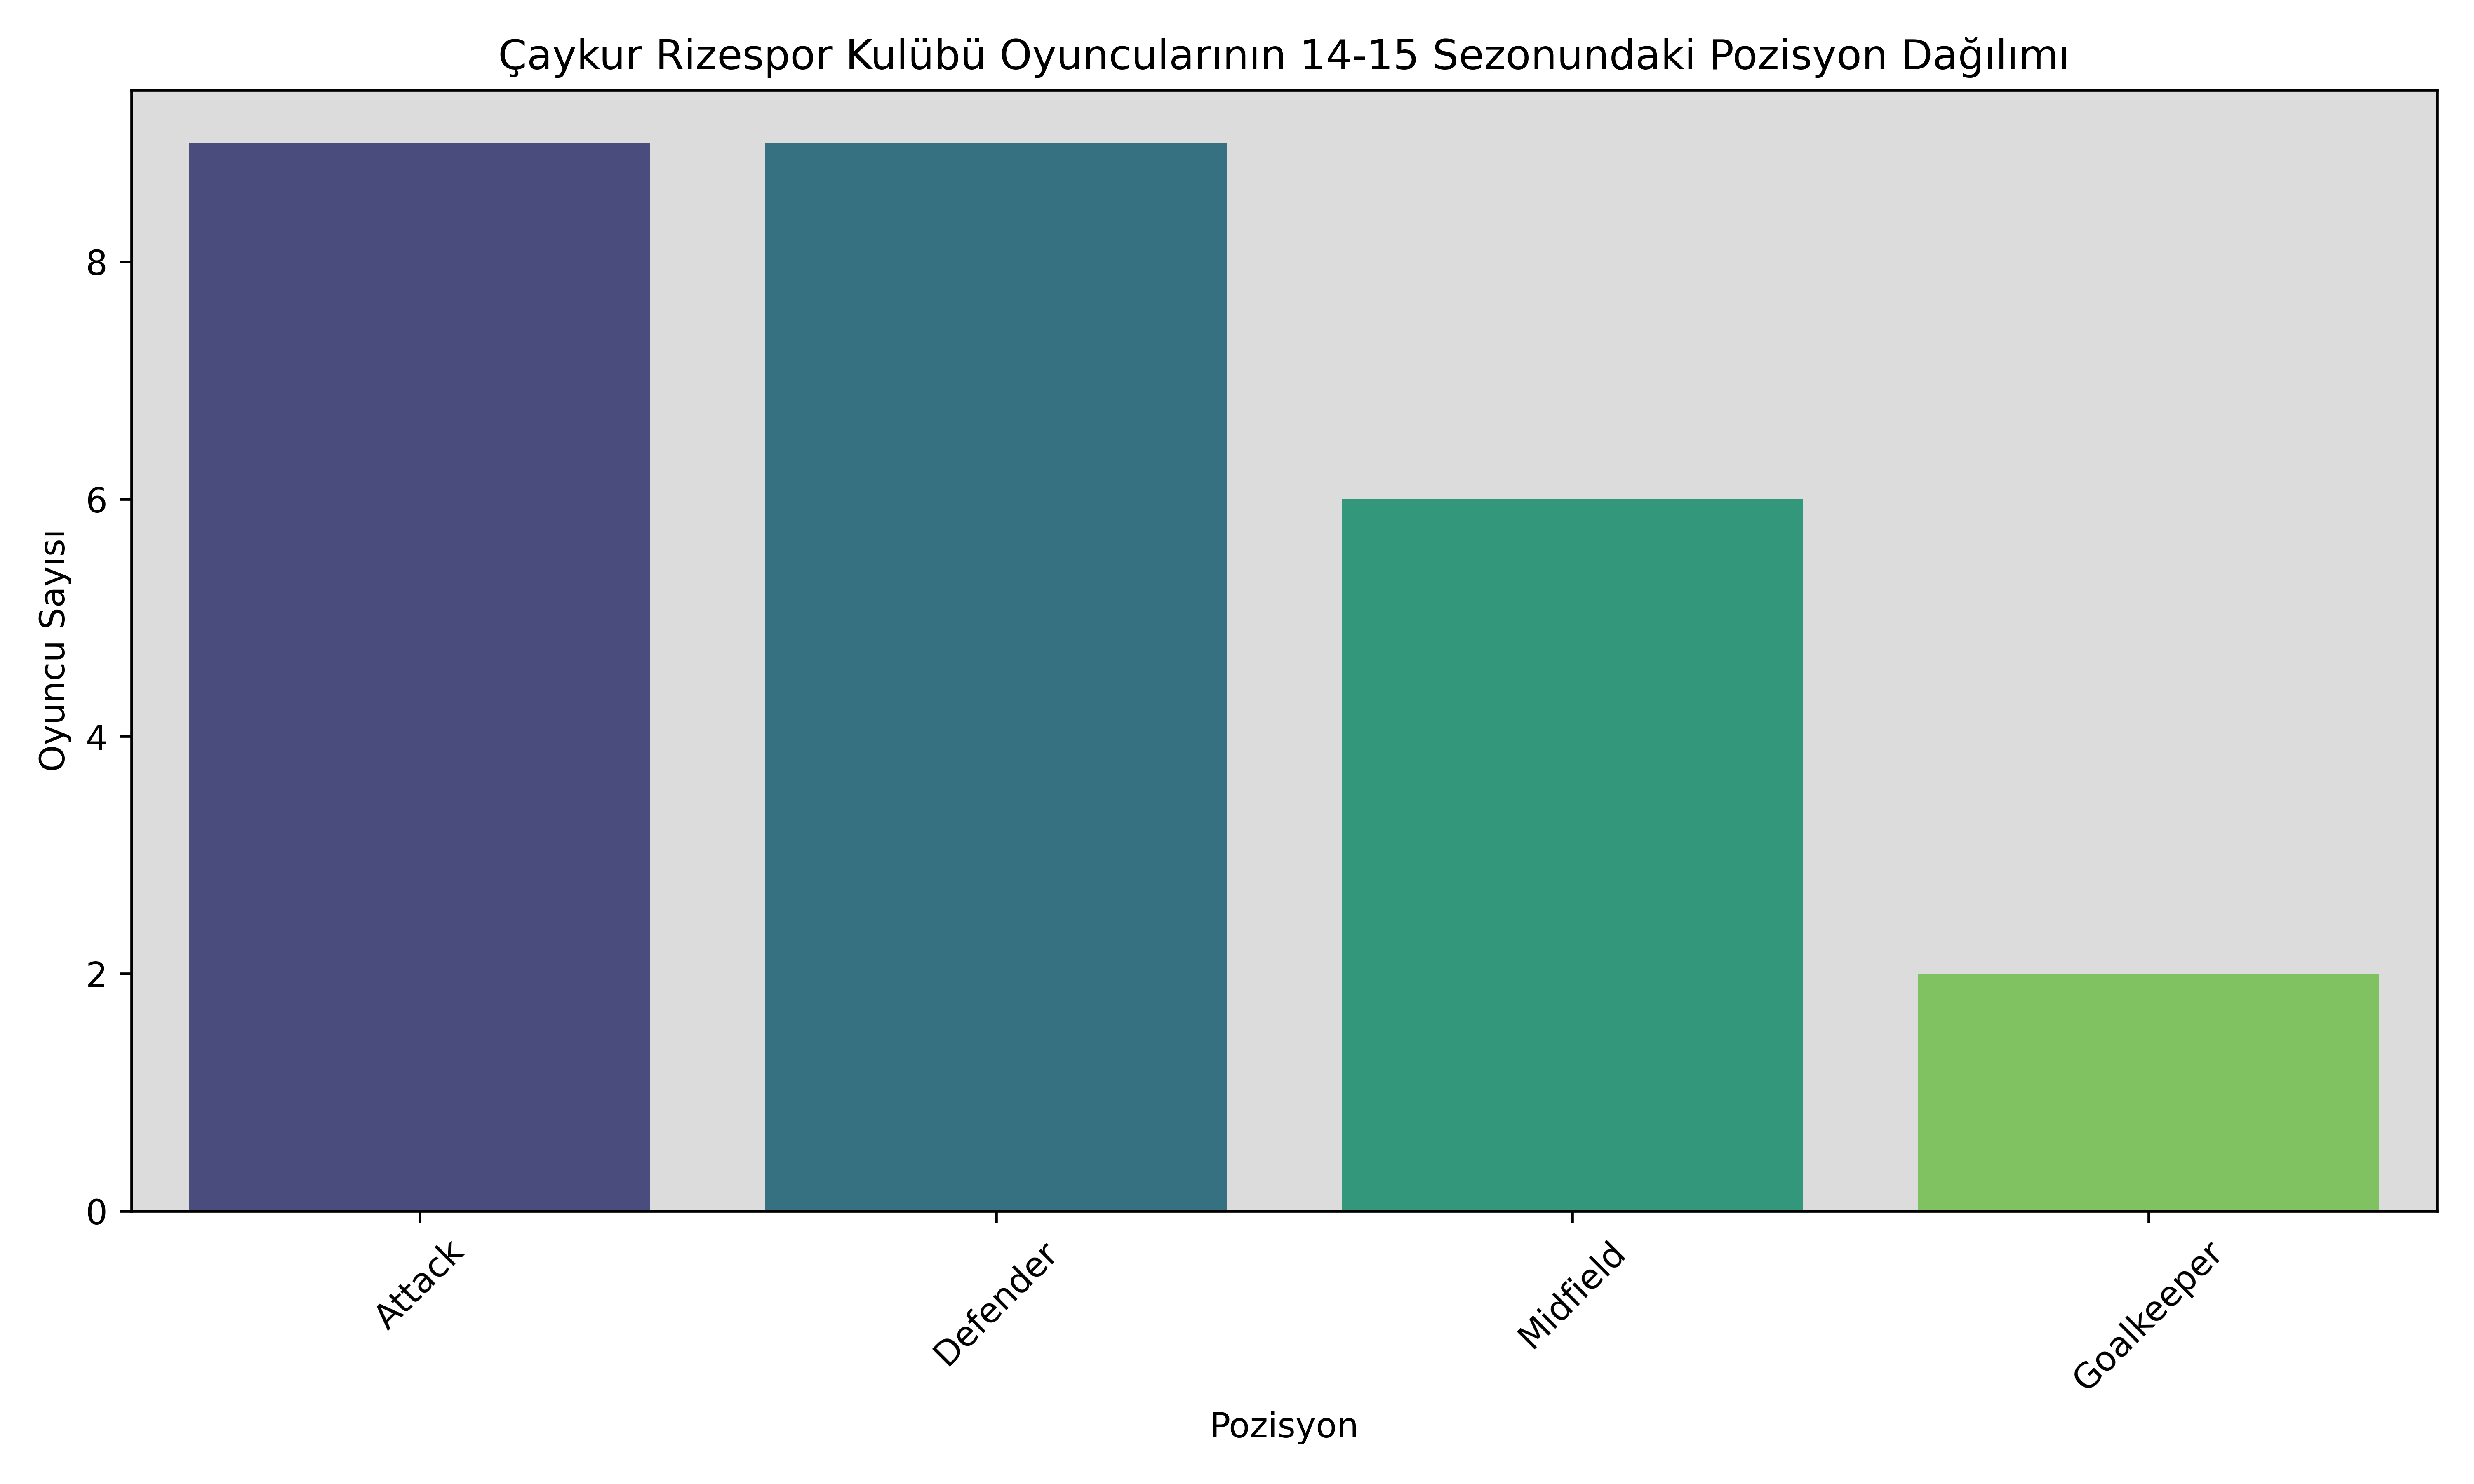 Çaykur Rizespor Kulübü Oyuncularının 14-15 Sezonundaki Pozisyon Dağılımı
Oyuncu Sayısı
8
6
4
2
0
Attack
Defender
Midfield
Goalkeeper
Pozisyon